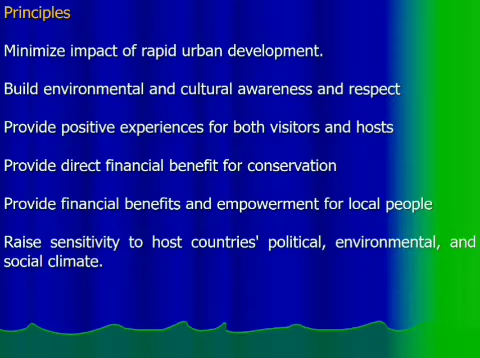 Principles
Minimize impact of rapid urban development.
Build environmental and cultural awareness and respect
Provide positive experiences for both visitors and hosts
Provide direct financial benefit for conservation
Provide financial benefits and empowerment for local people
Raise sensitivity to host countries' political, environmental, and
social climate.